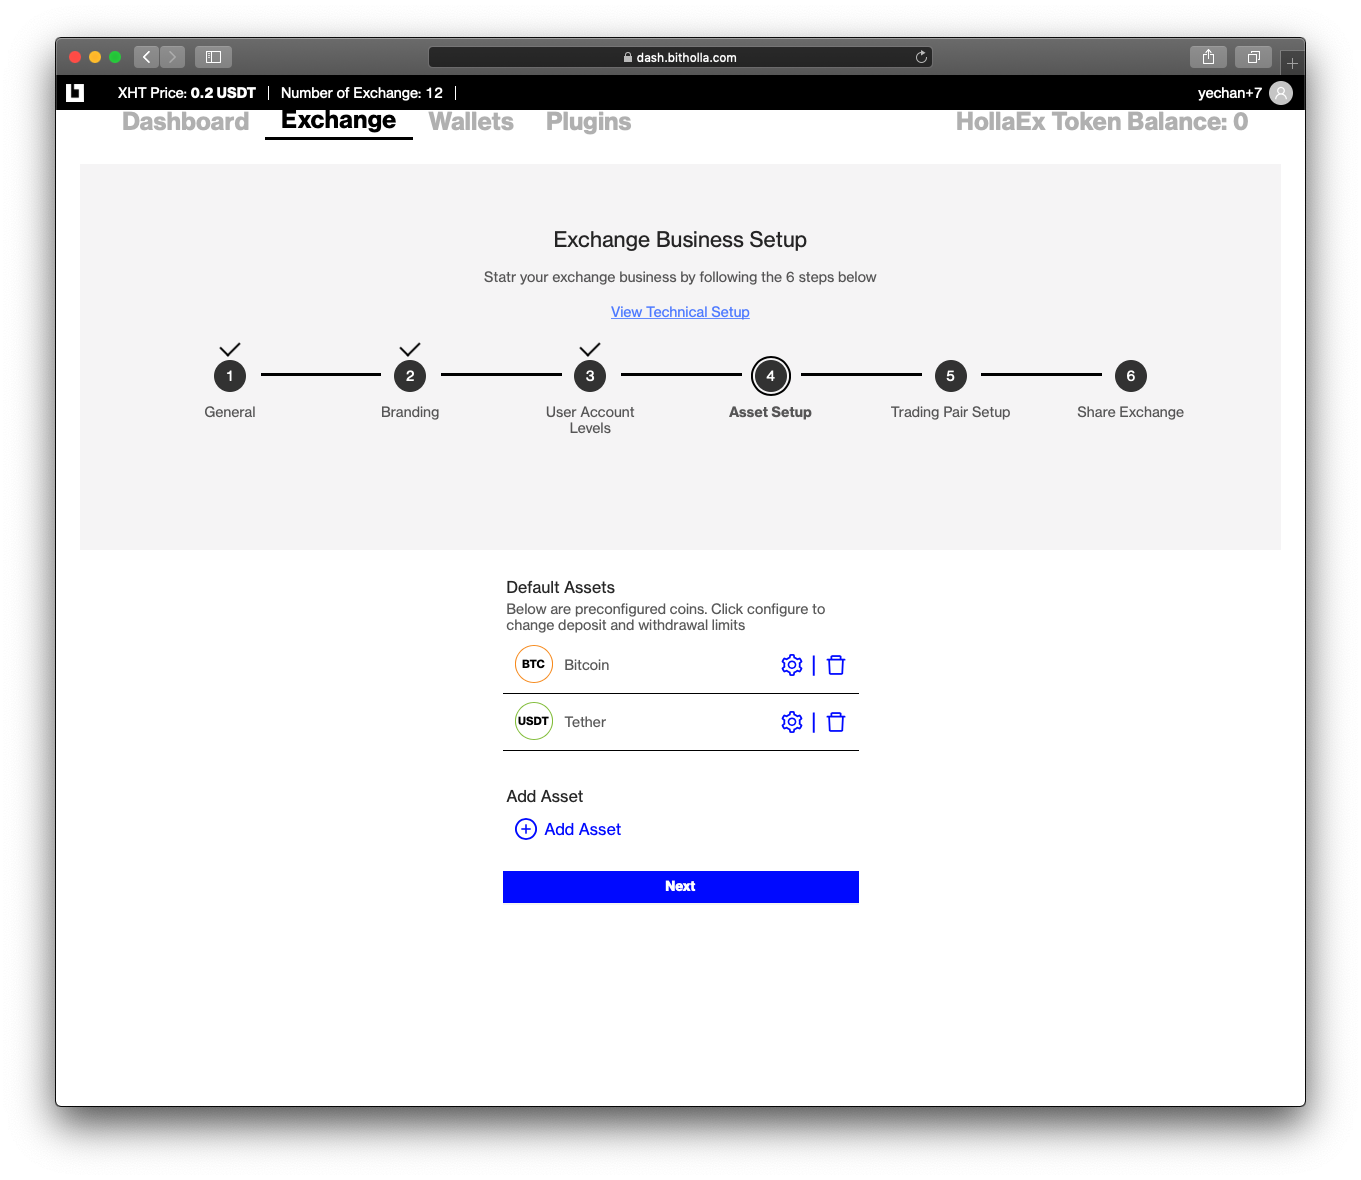 dash.bitholla.com
XHT Price: 0.2 USDT | Number of Exchange: 12 |
yechan+7
Dashboard Exchange Wallets Plugins
HollaEx Token Balance: 0
Exchange Business Setup
Statr your exchange business by following the 6 steps below
View Technical Setup
1 2 3 4 5 6
General Branding User Account Asset Setup Trading Pair Setup Share Exchange
Levels
Default Assets
Below are preconfigured coins. Click configure to
change deposit and withdrawal limits
BTC Bitcoin
USDT Tether
Add Asset
Add Asset
Next